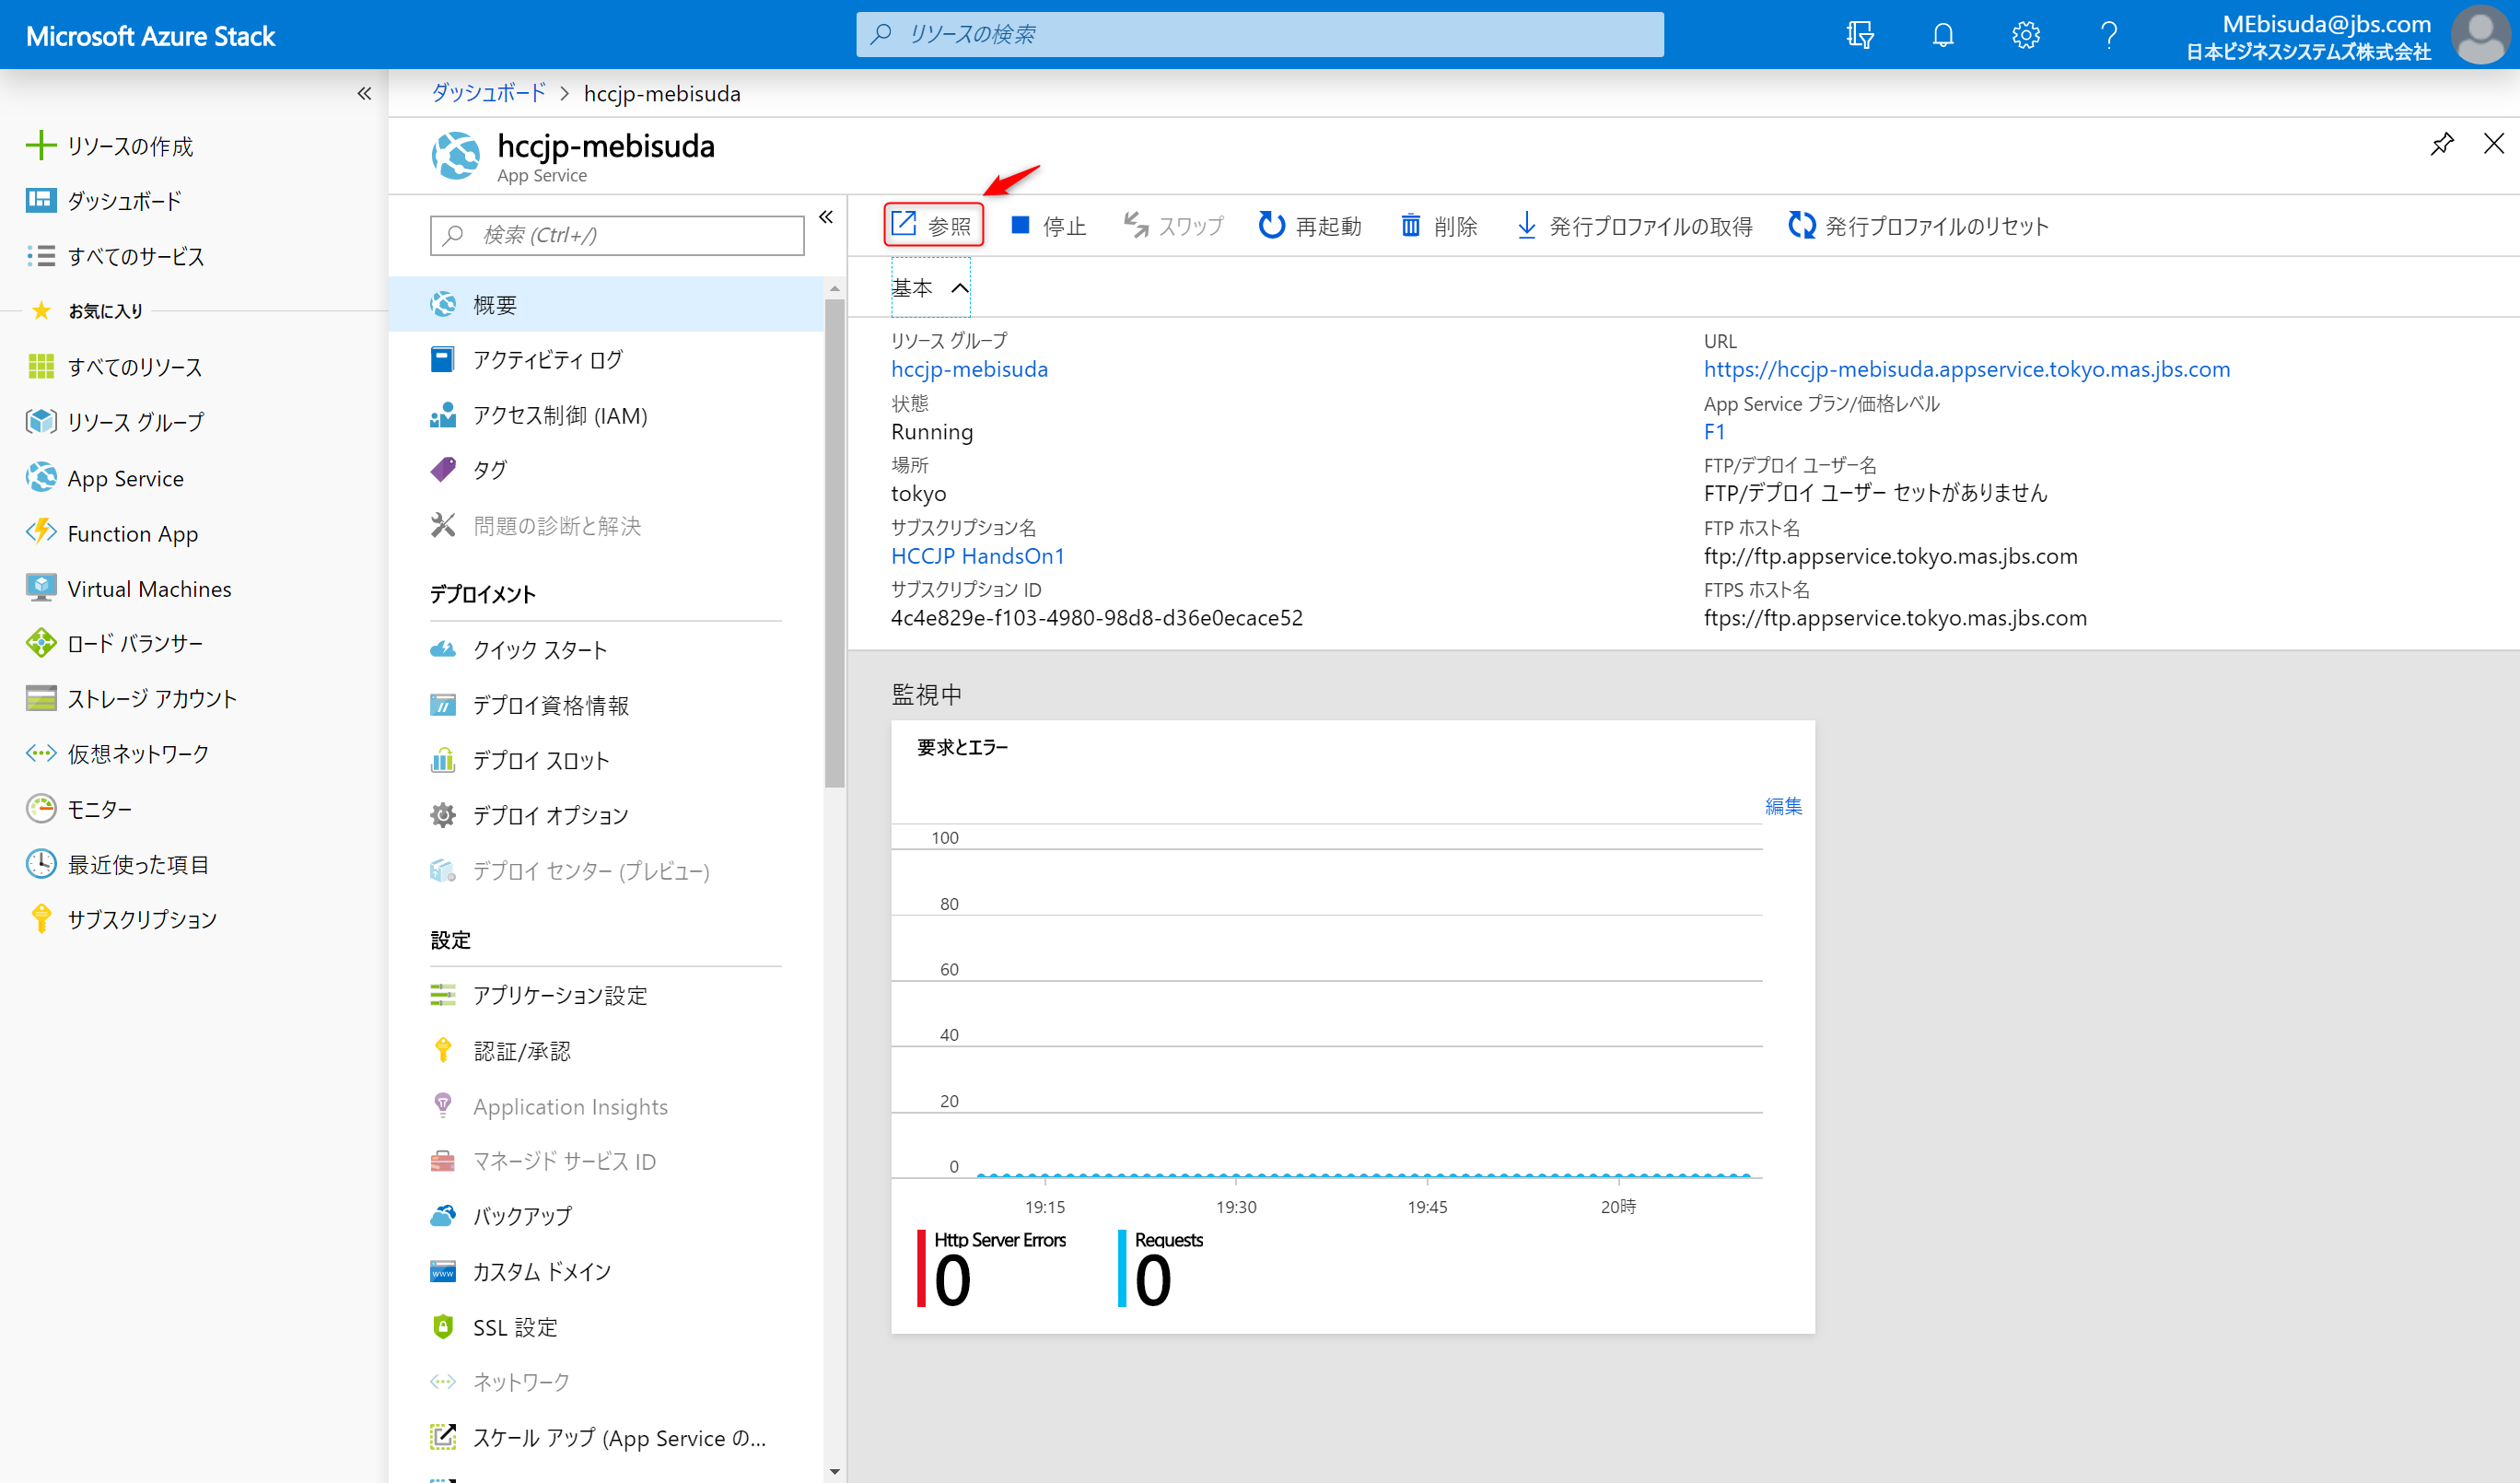 Microsoft Azure Stack
リソースの検索
MEbisuda@jbs.com
日本ビジネスシステムズ株式会社
リソースの作成
ダッシュボード
すべてのサービス
お気に入り
すべてのリソース
リソース グループ
App Service
Function App
Virtual Machines
ロード バランサー
ストレージ アカウント
仮想ネットワーク
モニター
最近使った項目
サブスクリプション
ダッシュボード > hccjp-mebisuda
hccjp-mebisuda
App Service
検索 (Ctrl+/)
概要
アクティビティ ログ
アクセス制御 (IAM)
タグ
問題の診断と解決
デプロイメント
クイック スタート
デプロイ資格情報
デプロイ スロット
デプロイ オプション
デプロイ センター (プレビュー)
設定
アプリケーション設定
認証/承認
Application Insights
マネージド サービス ID
バックアップ
カスタム ドメイン
SSL 設定
ネットワーク
スケール アップ (App Service の...
参照 停止 スワップ 再起動 削除 発行プロファイルの取得 発行プロファイルのリセット
基本
リソース グループ
hccjp-mebisuda
状態
Running
場所
tokyo
サブスクリプション名
HCCJP HandsOn1
サブスクリプション ID
4c4e829e-f103-4980-98d8-d36e0ecace52
URL
https://hccjp-mebisuda.appservice.tokyo.mas.jbs.com
App Service プラン/価格レベル
F1
FTP/デプロイ ユーザー名
FTP/デプロイ ユーザー セットがありません
FTP ホスト名
ftp://ftp.appservice.tokyo.mas.jbs.com
FTPS ホスト名
ftps://ftp.appservice.tokyo.mas.jbs.com
監視中
要求とエラー
編集
100
80
60
40
20
0
19:15 19:30 19:45 20時
Http Server Errors
0
Requests
0